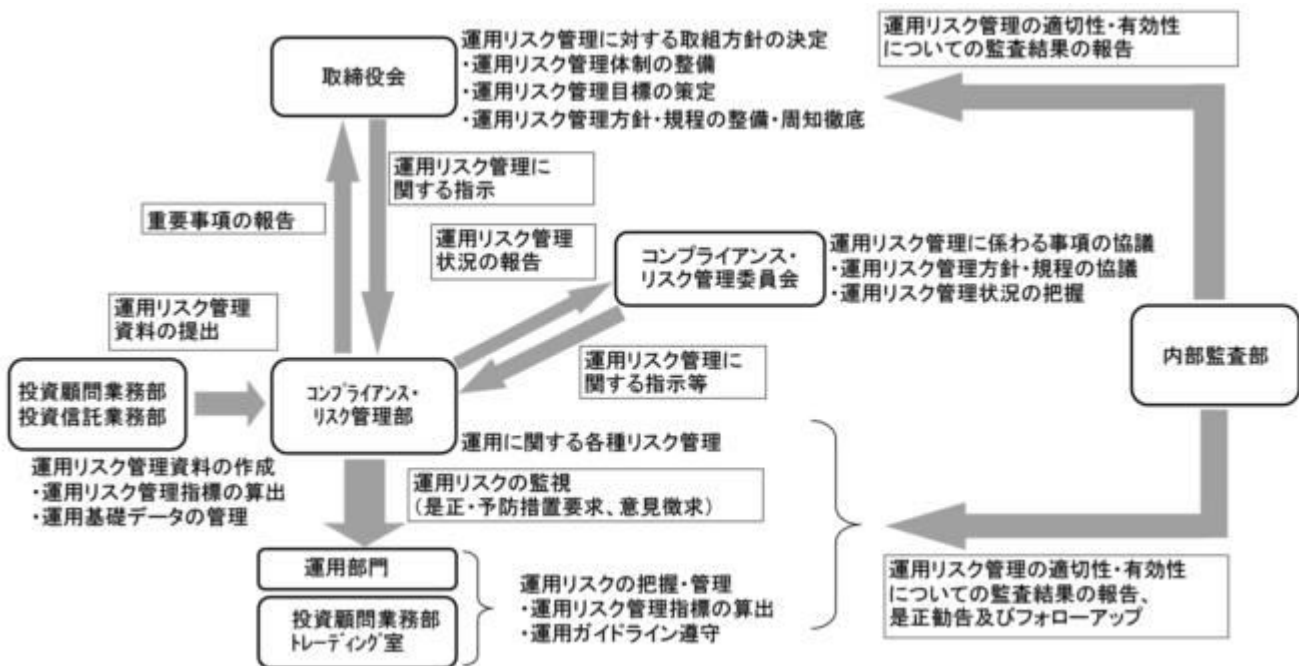 取締役会
運用リスク管理に対する取組方針の決定
・運用リスク管理体制の整備
・運用リスク管理目標の策定
・運用リスク管理方針・規程の整備・周知徹底
運用リスク管理の適切性・有効性
についての監査結果の報告
運用リスク管理に
関する指示
重要事項の報告
運用リスク管理
状況の報告
コンプライアンス・
リスク管理委員会
運用リスク管理に係わる事項の協議
・運用リスク管理方針・規程の協議
・運用リスク管理状況の把握
運用リスク管理
資料の提出
運用リスク管理に
関する指示等
内部監査部
投資顧問業務部
投資信託業務部
コンプライアンス・
リスク管理部
運用に関する各種リスク管理
運用リスク管理資料の作成
・運用リスク管理指標の算出
・運用基礎データの管理
運用リスクの監視
(是正・予防措置要求、意見徴求)
運用部門
投資顧問業務部
トレーディング室
運用リスクの把握・管理
・運用リスク管理指標の算出
・運用ガイドライン遵守
運用リスク管理の適切性・有効性
についての監査結果の報告、
是正勧告及びフォローアップ